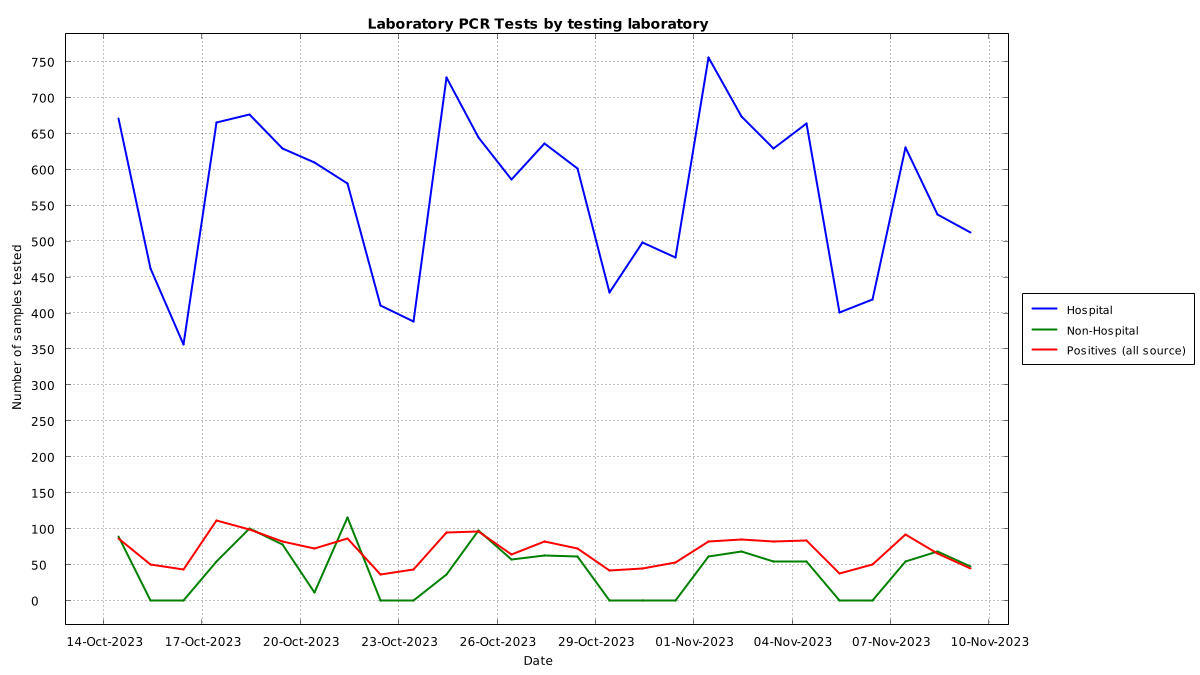 Laboratory PCR Tests by testing laboratory
750
700
650
600
550
500
450
400
350
300
250
200
150
100
50
0
Number of samples tested
14-Oct-2023 17-Oct-2023 20-Oct-2023 23-Oct-2023 26-Oct-2023 29-Oct-2023 01-Nov-2023 04-Nov-2023 07-Nov-2023 10-Nov-2023
Date
Hospital
Non-Hospital
Positives (all source)